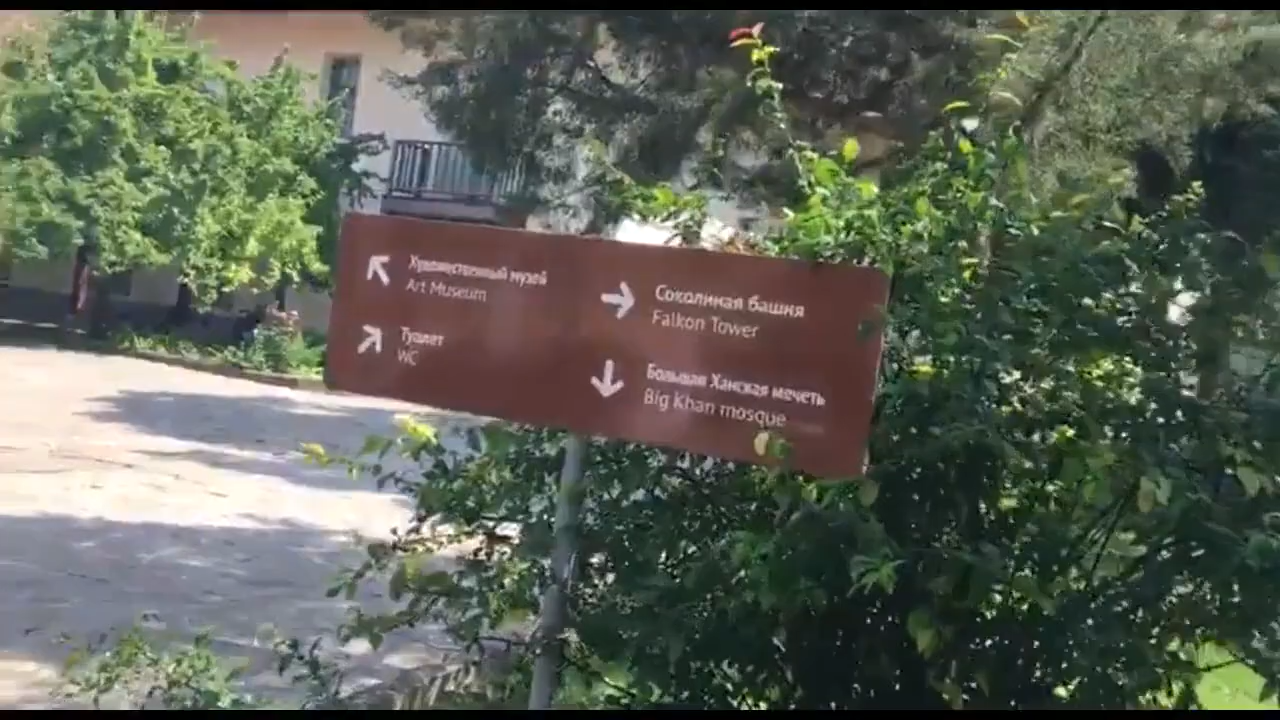 Художественный музей
Art Museum
Туалет
WC
Соколиная башня
Falkon Tower
Большая Ханская мечеть
Big Khan mosque